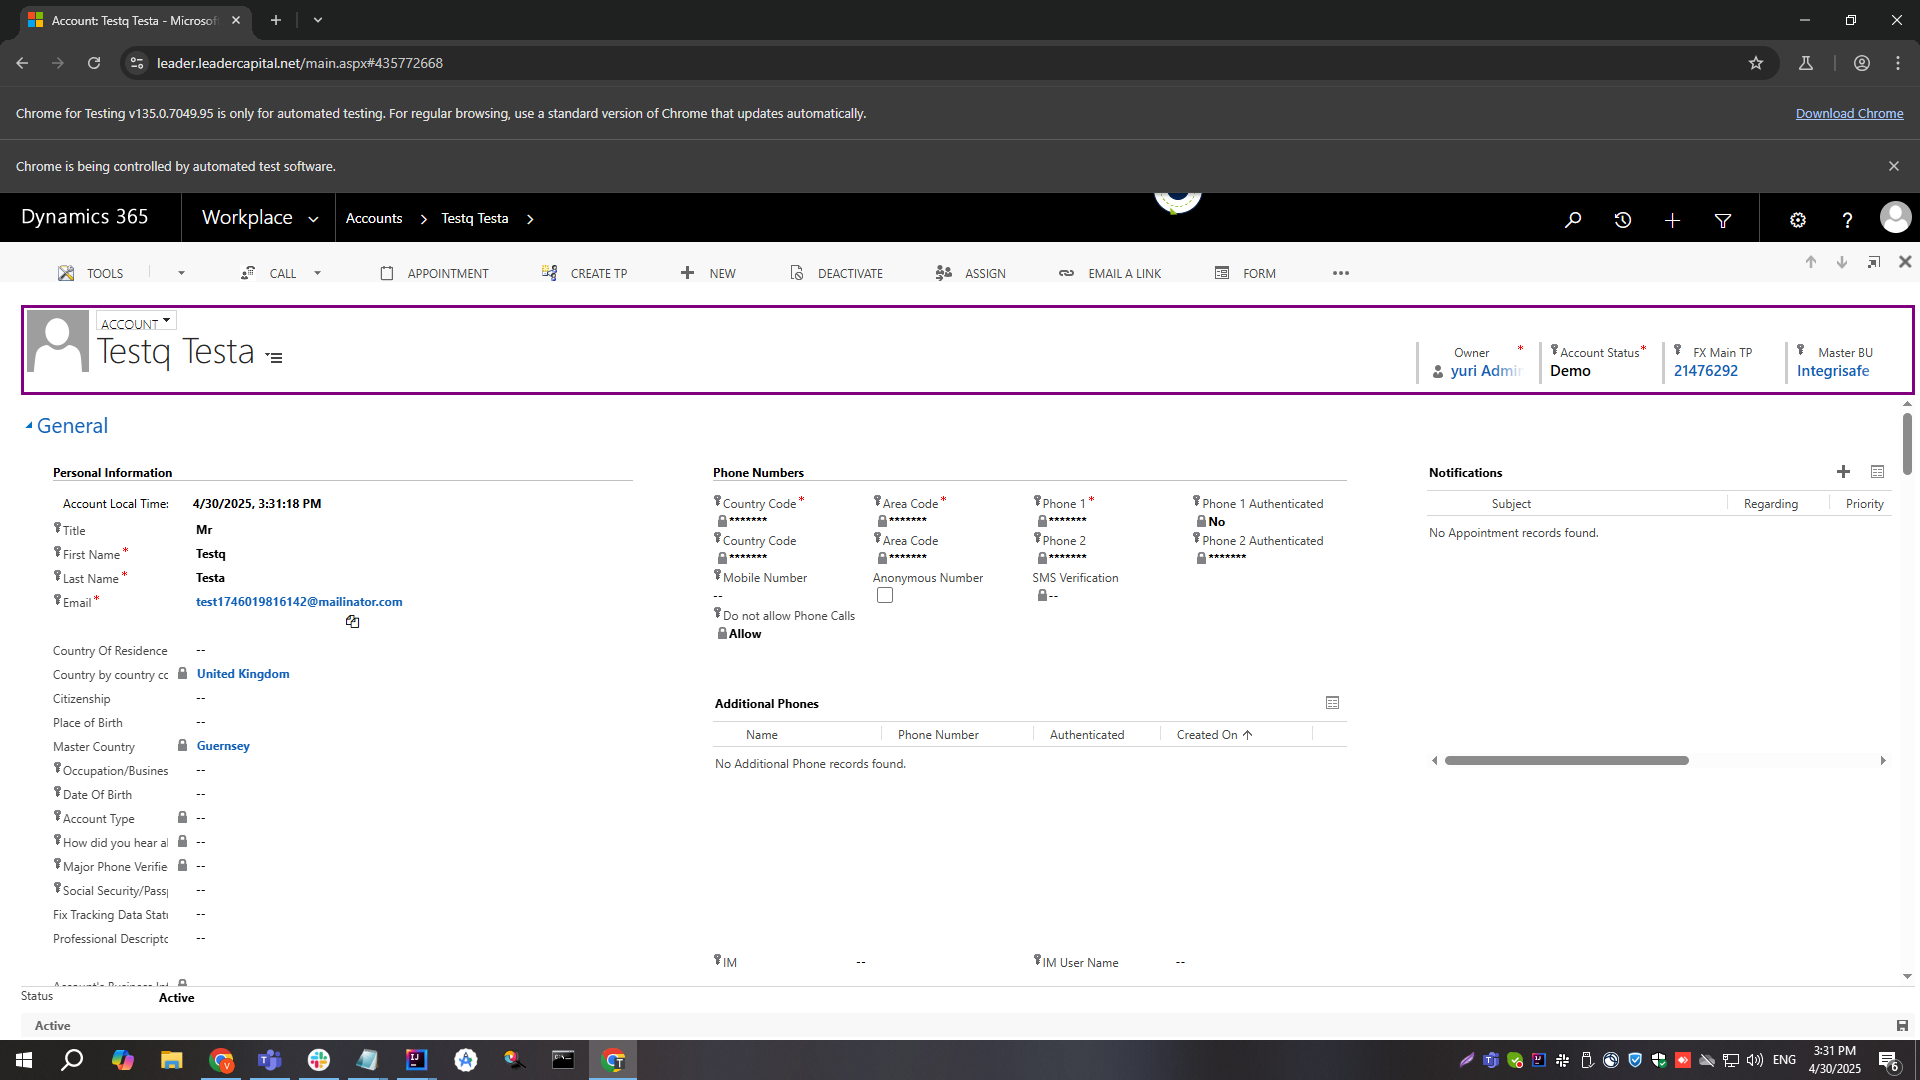 Account: Testq Testa - Microsof
leader.leadercapital.net/main.aspx#435772668
Chrome for Testing v135.0.7049.95 is only for automated testing. For regular browsing, use a standard version of Chrome that updates automatically.
Download Chrome
Chrome is being controlled by automated test software.
Dynamics 365
Workplace
Accounts
Testq Testa
TOOLS
CALL
APPOINTMENT
CREATE TP
NEW
DEACTIVATE
ASSIGN
EMAIL A LINK
FORM
ACCOUNT
Testq Testa
Owner *
yuri Admi
Account Status *
Demo
FX Main TP
21476292
Master BU
Integrisafe
General
Personal Information
Account Local Time:
4/30/2025, 3:31:18 PM
Title
Mr
First Name *
Testq
Last Name *
Testa
Email *
test1746019816142@mailinator.com
Country Of Residence
--
Country by country cc
United Kingdom
Citizenship
--
Place of Birth
--
Master Country
Guernsey
Occupation/Busines
--
Date Of Birth
--
Account Type
--
How did you hear a
--
Major Phone Verifie
--
Social Security/Passp
--
Fix Tracking Data Statu
--
Professional Descripto
--
Phone Numbers
Country Code *
Area Code *
Phone 1 *
Phone 1 Authenticated
*******
*******
*******
No
Country Code
Area Code
Phone 2
Phone 2 Authenticated
*******
*******
*******
*******
Mobile Number
Anonymous Number
SMS Verification
--
--
Do not allow Phone Calls
Allow
Additional Phones
Name
Phone Number
Authenticated
Created On
No Additional Phone records found.
IM
--
IM User Name
--
Notifications
Subject
Regarding
Priority
No Appointment records found.
Status
Active
Active
ENG
3:31 PM
4/30/2025
6